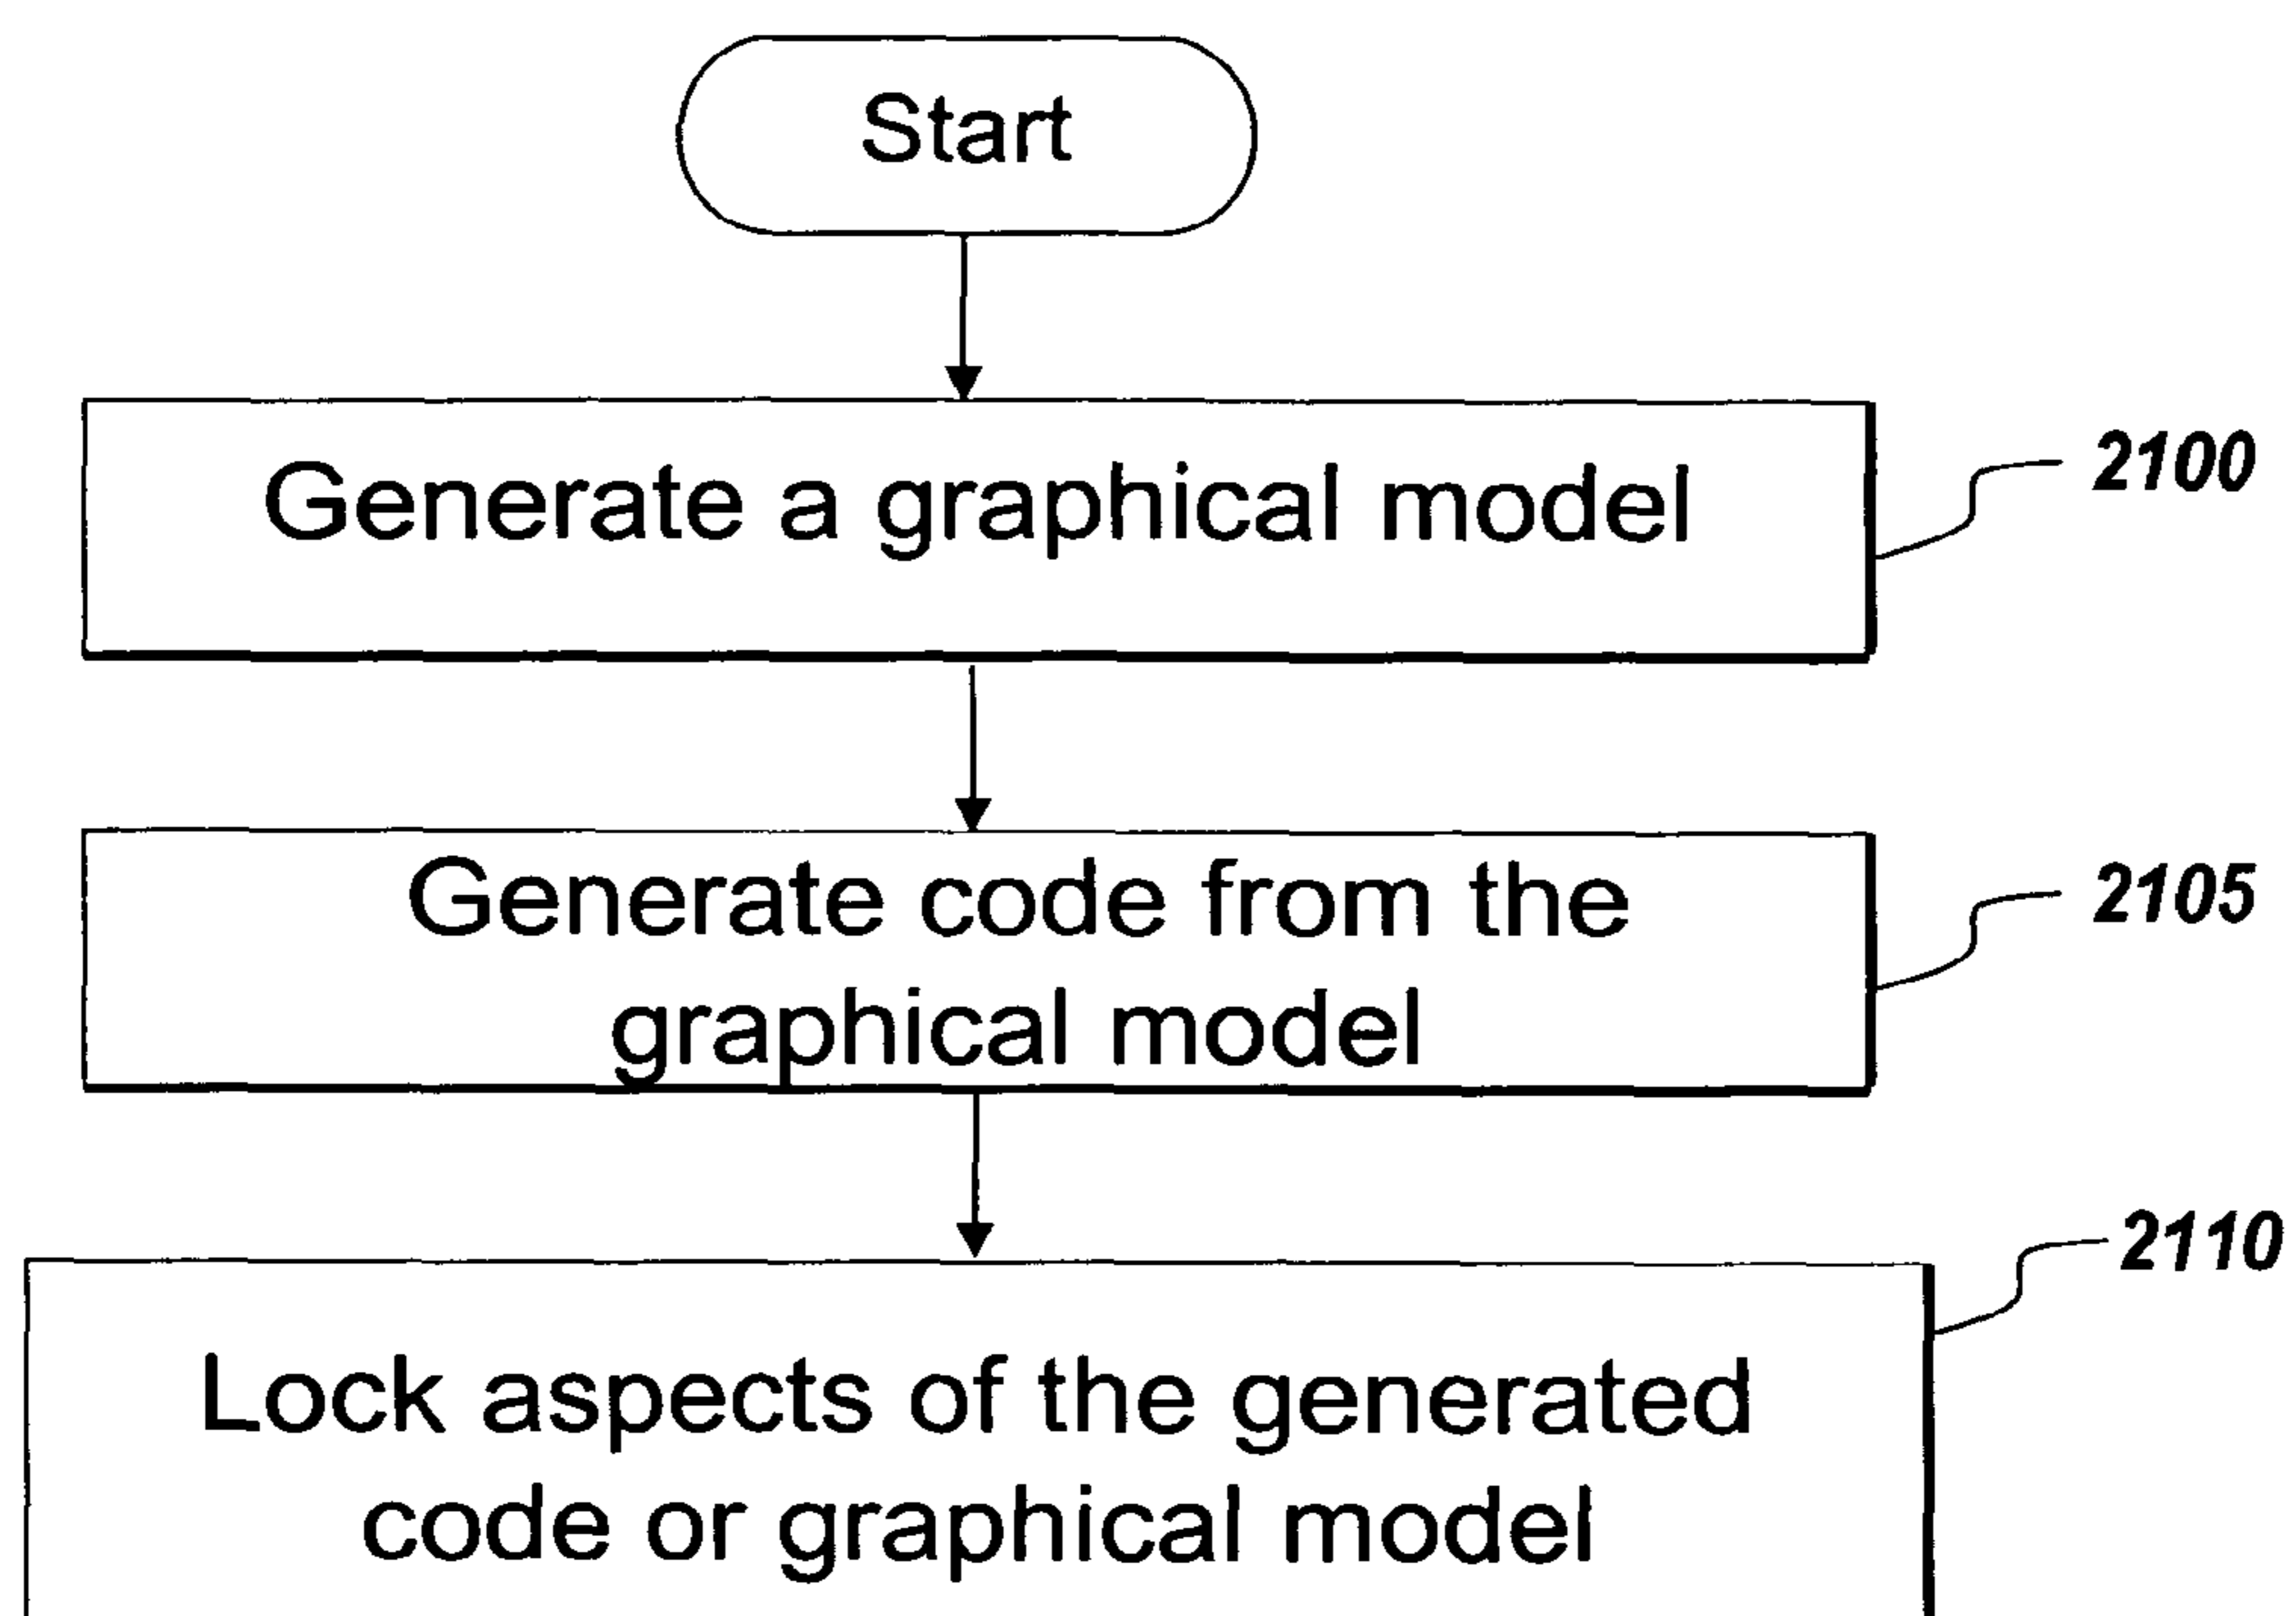 Start
Generate a graphical model
2100
Generate code from the
graphical model
2105
2110
Lock aspects of the generated
code or graphical model